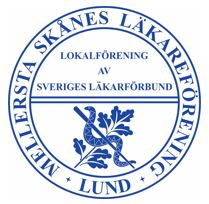 MELLERSTA SKÅNES LÄKAREFÖRENING
LOKALFÖRENING
AV
SVERIGES LÄKARFÖRBUND
LUND